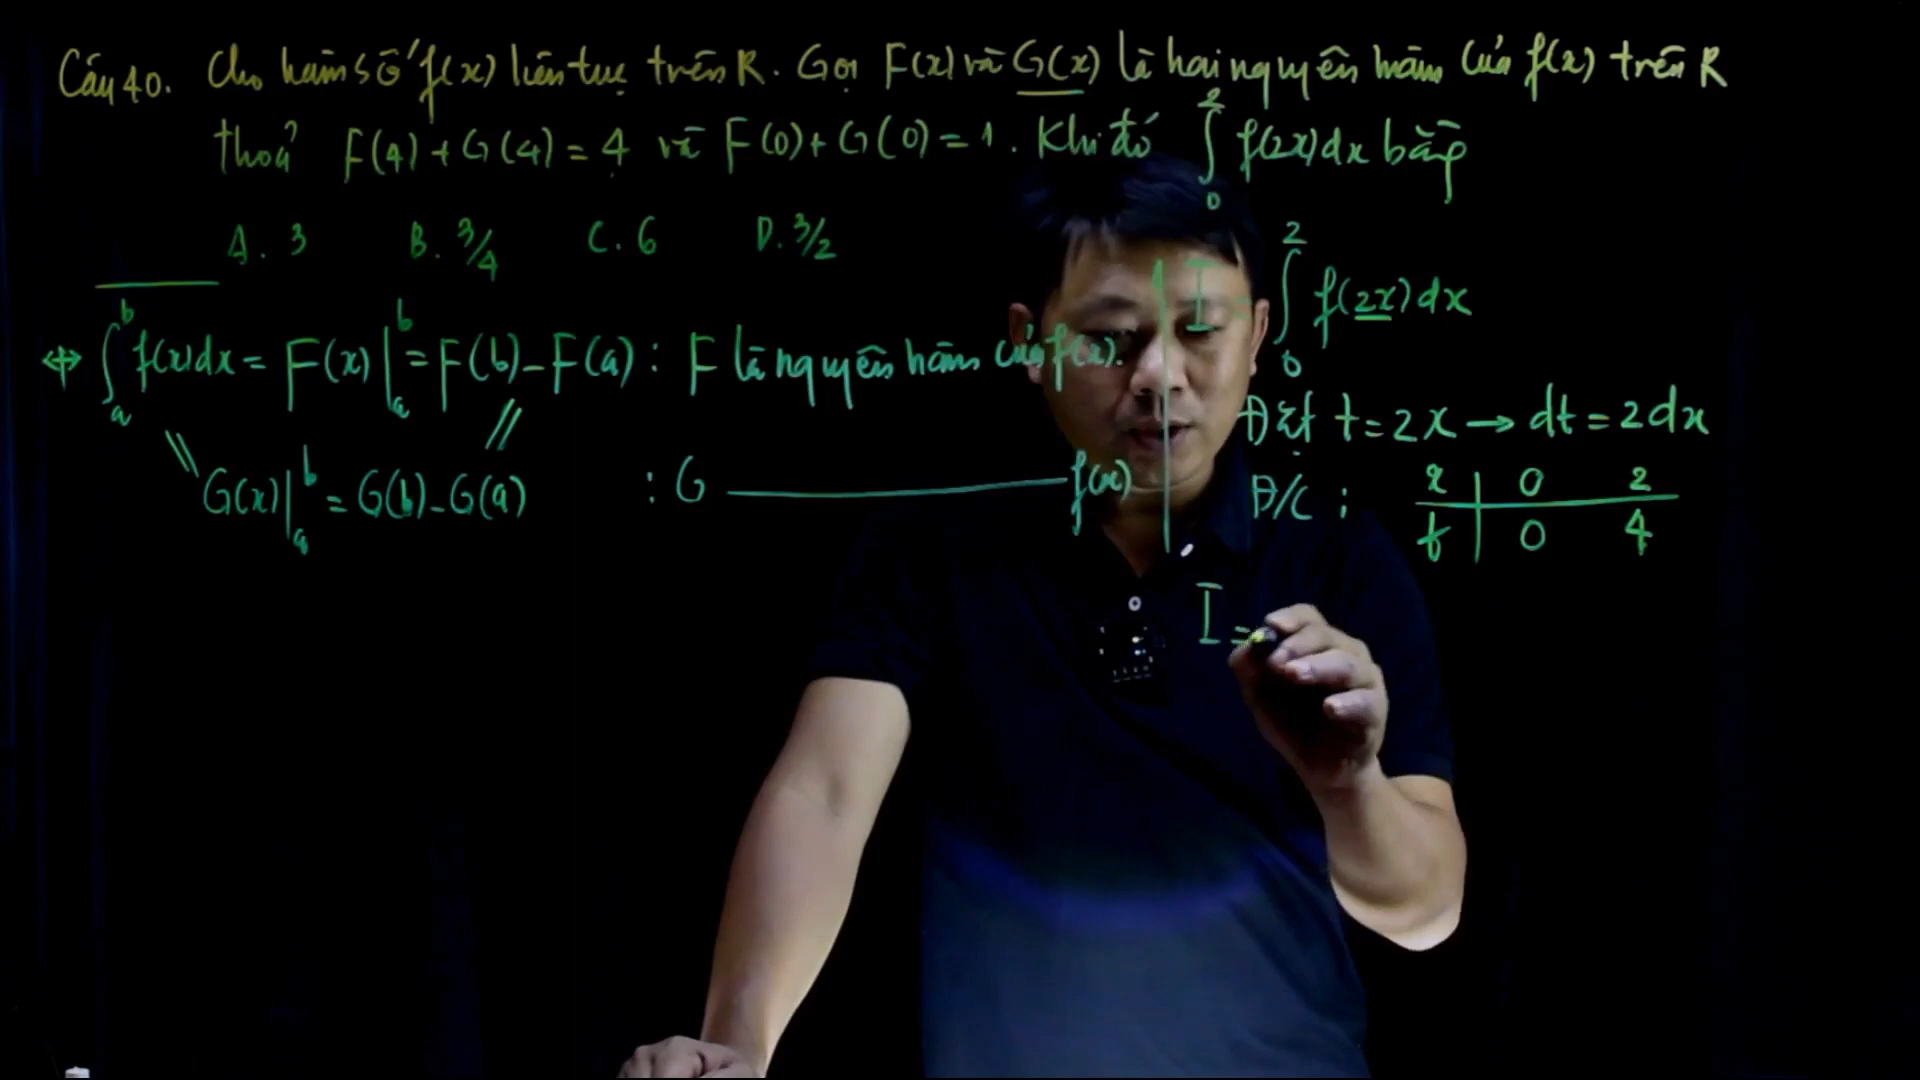 Câu 40. Cho hàm số f(x) liên tục trên R. Gọi F(x) và G(x) là hai nguyên hàm của f(x) trên R
thoả F(4) + G(4) = 4 và F(0) + G(0) = 1. Khi đó ∫₀² f(2x)dx bằng
A. 3 B. 3/4 C. 6 D. 3/2
∫ₐᵇ f(x)dx = F(x)|ₐᵇ = F(b) - F(a) : F là nguyên hàm của f(x).
G(x)|ₐᵇ = G(b) - G(a) : G ——— f(x)
I = ∫₀² f(2x)dx
Đặt t = 2x → dt = 2dx
Đ/C :
x | 0 2
t | 0 4
I =